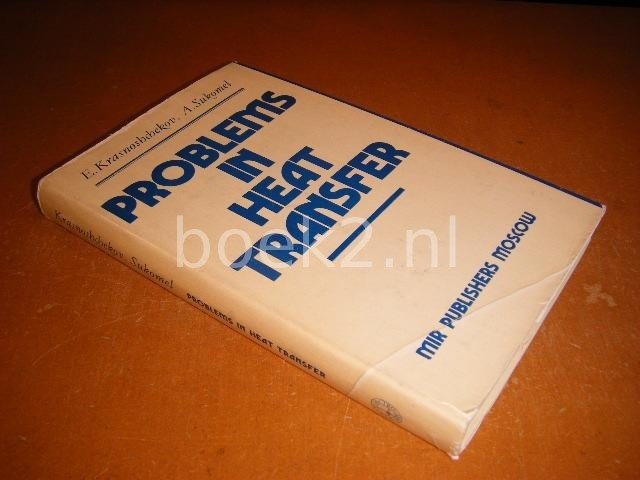 E. Krasnoshchekov, A. Sukomel
PROBLEMS
IN
HEAT
TRANSFER
MIR PUBLISHERS MOSCOW
Krasnoshchekov, Sukomel PROBLEMS IN HEAT TRANSFER
boek2.nl